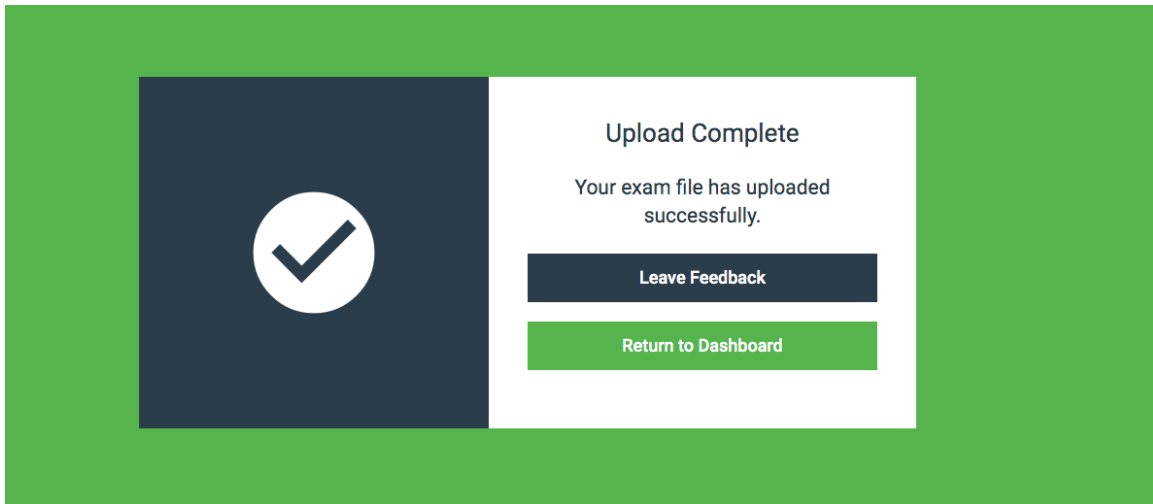 Upload Complete
Your exam file has uploaded
successfully.
Leave Feedback
Return to Dashboard